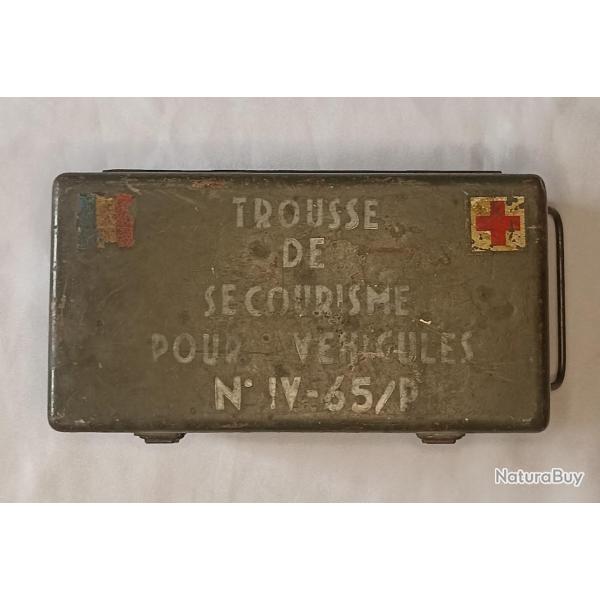 TROUSSE
DE
SECOURISME
POUR VEHICULES
N° IV-65/P
NaturaBuy